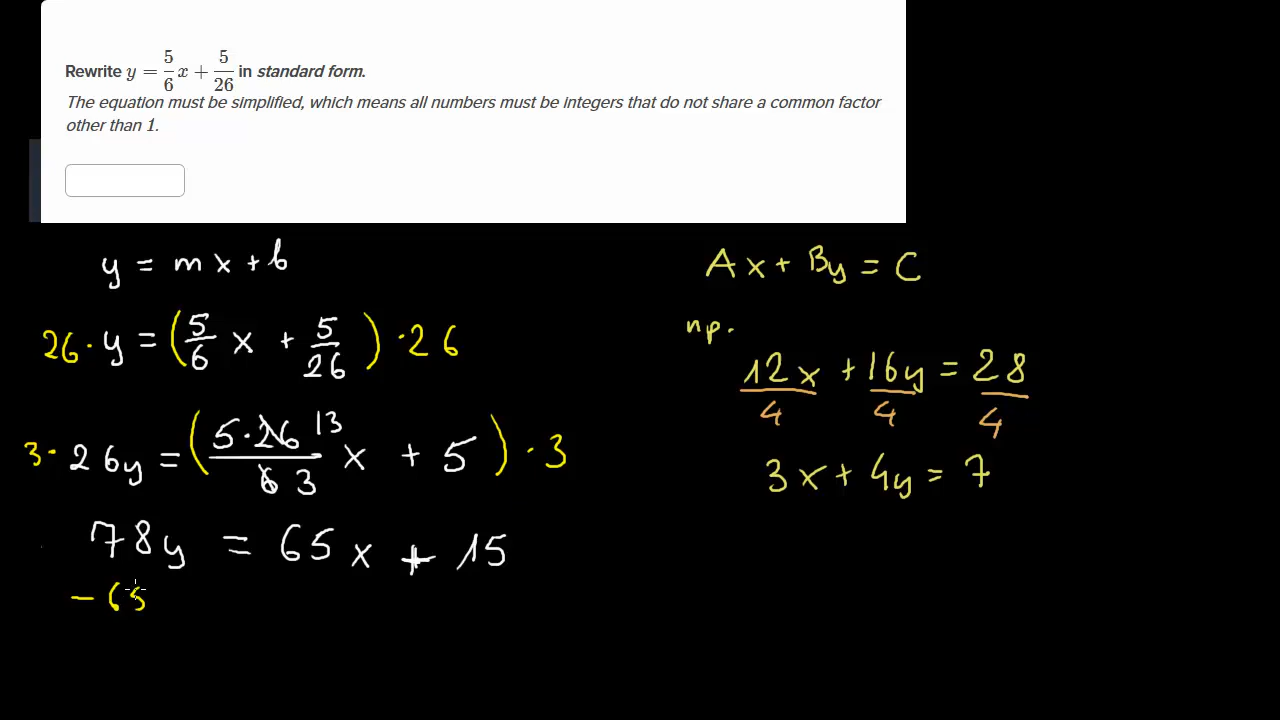 Rewrite y = 5/6 x + 5/26 in standard form.
The equation must be simplified, which means all numbers must be integers that do not share a common factor
other than 1.
y = mx + b
26 · y = (5/6 x + 5/26) · 26
3 · 26y = (5·26 13 / 6 3 x + 5) · 3
78y = 65x + 15
- 65
Ax + By = C
np.
12x/4 + 16y/4 = 28/4
3x + 4y = 7